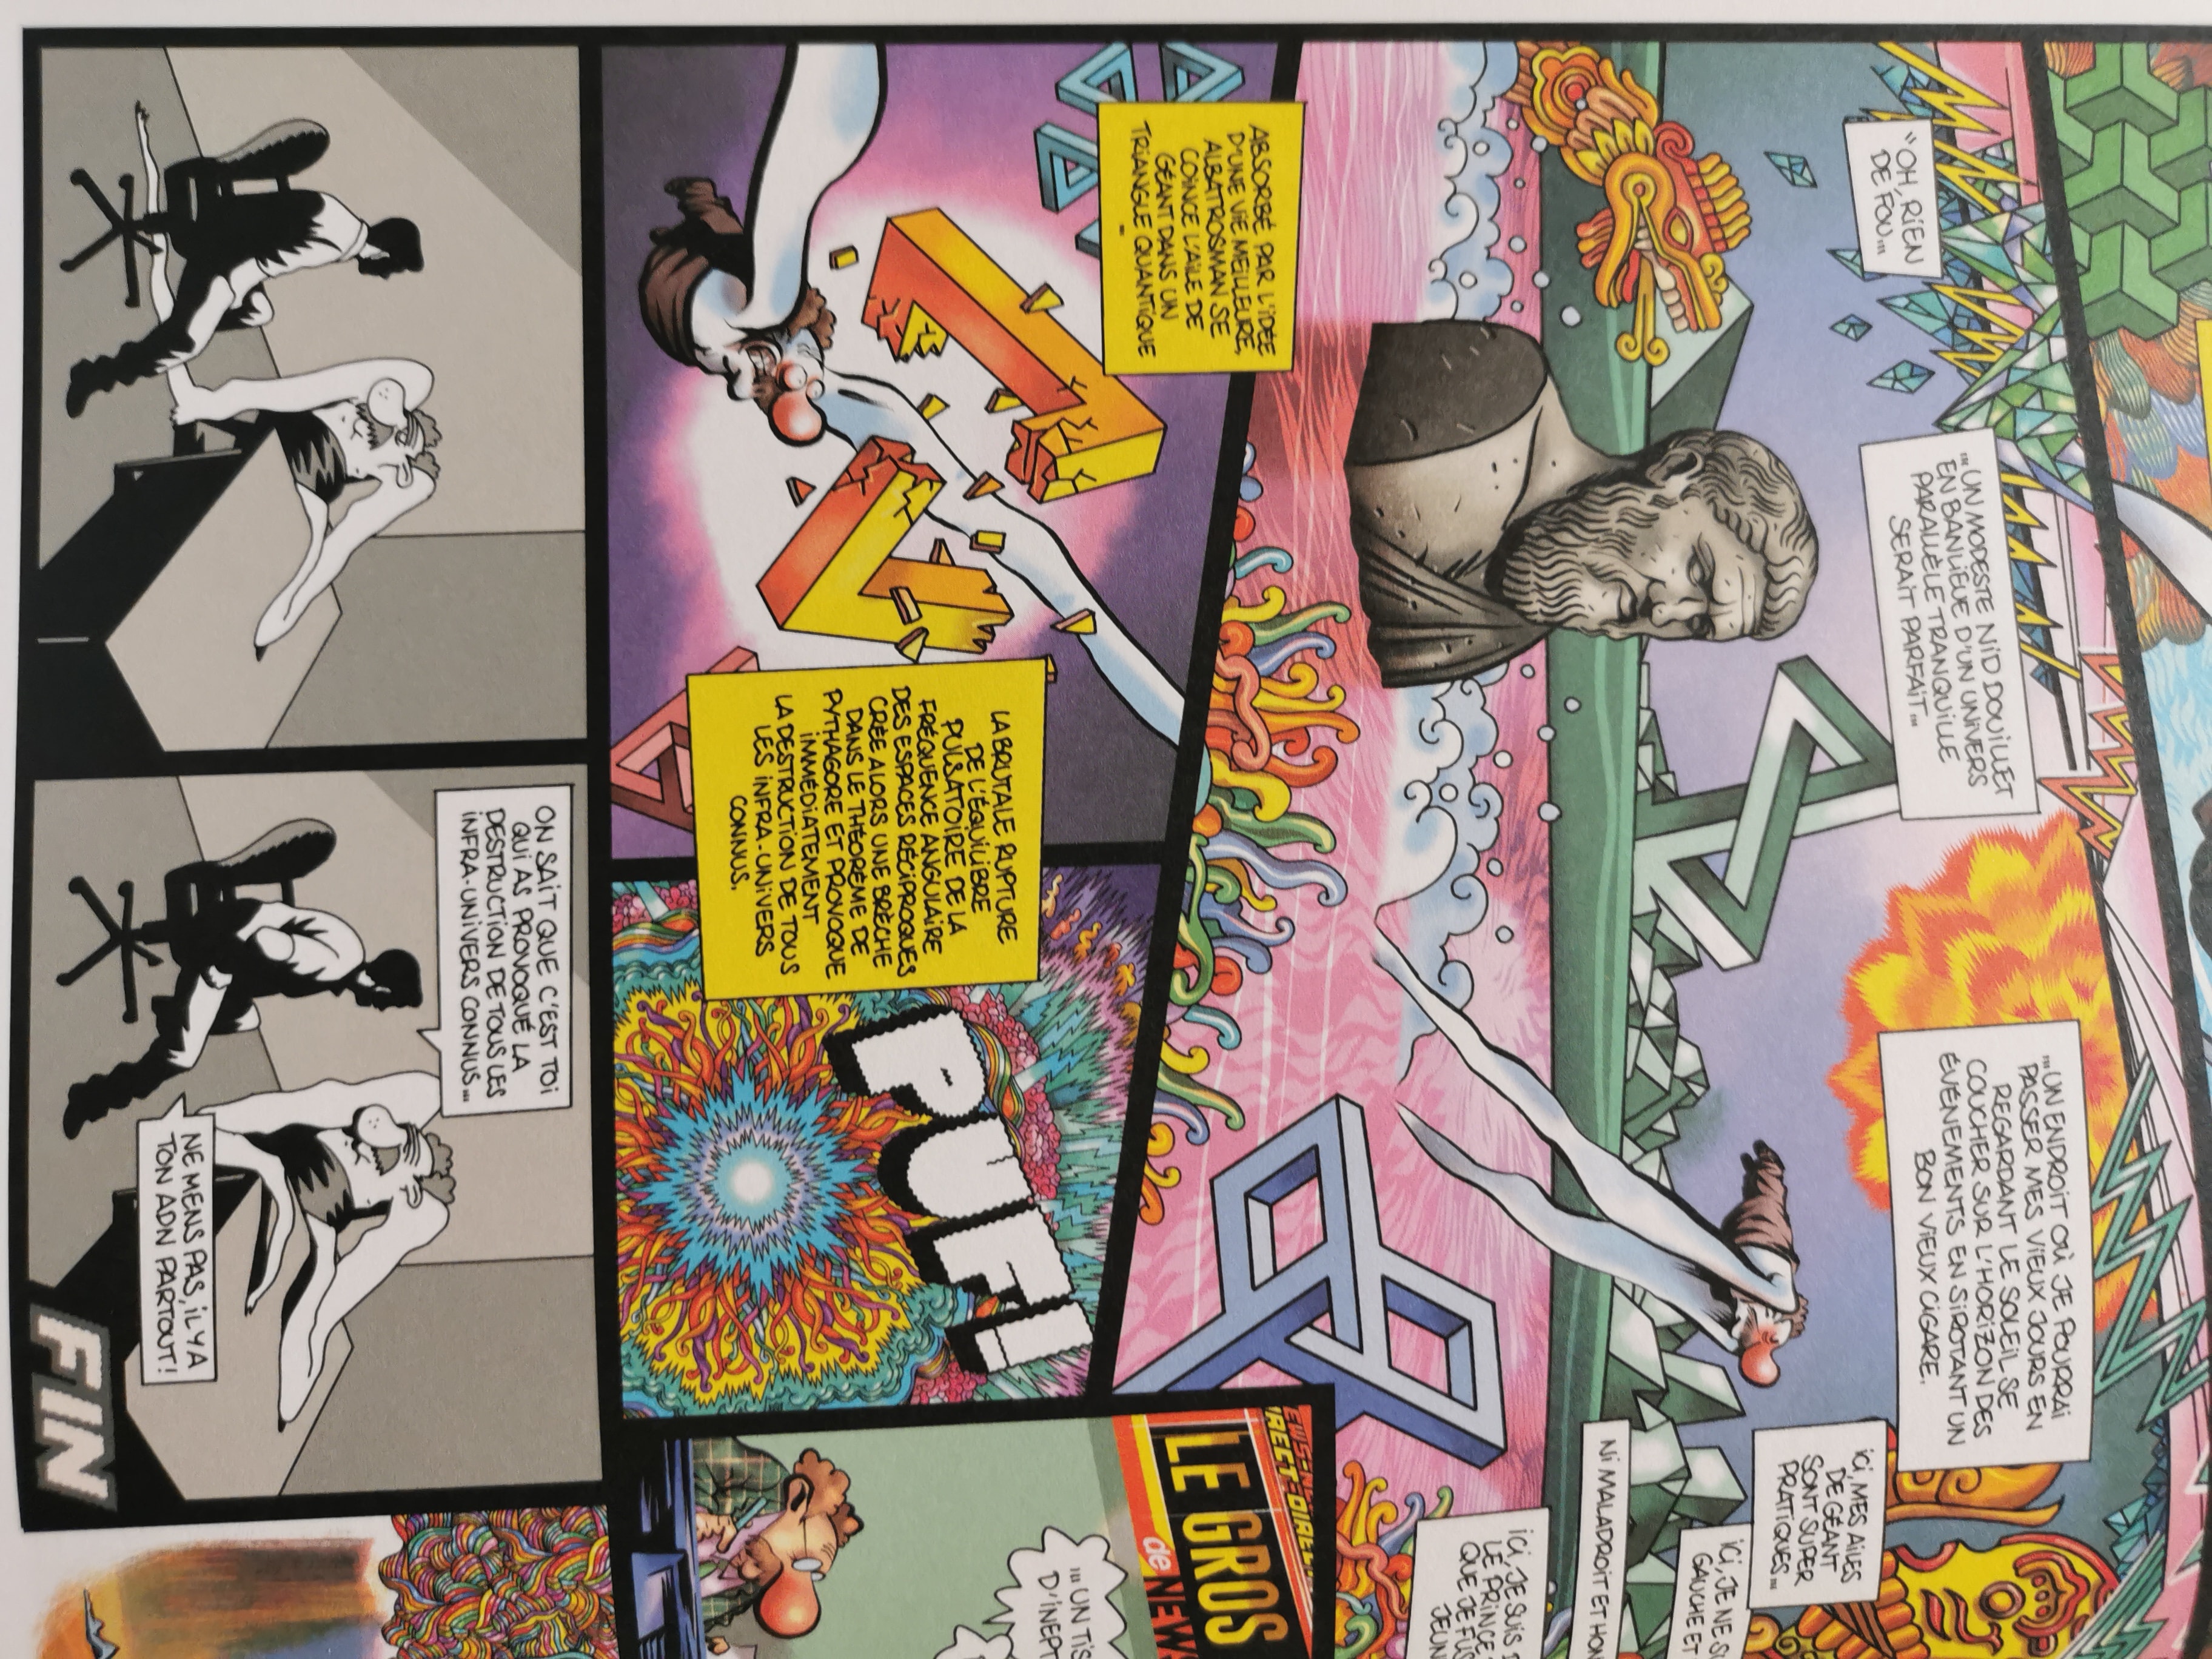 "OH, RIEN
DE FOU...
"...UN MODESTE NID DOUILLET
EN BANLIEUE D'UN UNIVERS
PARALLÈLE TRANQUILLE
SERAIT PARFAIT...
"...UN ENDROIT OÙ JE POURRAI
PASSER MES VIEUX JOURS EN
REGARDANT LE SOLEIL SE
COUCHER SUR L'HORIZON DES
ÉVÉNEMENTS EN SIROTANT UN
BON VIEUX CIGARE.
ABSORBÉ PAR L'IDÉE
D'UNE VIE MEILLEURE,
ALBATROSMAN SE
COINCE L'AILE DE
GÉANT DANS UN
TRIANGLE QUANTIQUE
...
LA BRUTALE RUPTURE
DE L'ÉQUILIBRE
PULSATOIRE DE LA
FRÉQUENCE ANGULAIRE
DES ESPACES RÉCIPROQUES
CRÉE ALORS UNE BRÈCHE
DANS LE THÉORÈME DE
PYTHAGORE ET PROVOQUE
IMMÉDIATEMENT
LA DESTRUCTION DE TOUS
LES INFRA-UNIVERS
CONNUS.
PUF!
ON SAIT QUE C'EST TOI
QUI AS PROVOQUÉ LA
DESTRUCTION DE TOUS LES
INFRA-UNIVERS CONNUS...
NE MENS PAS, IL Y A
TON ADN PARTOUT!
FIN
ICI, MES AILES
DE GÉANT
SONT SUPER
PRATIQUES...
ICI, JE NE
GAUCHE ET
NI MALADROIT ET
ICI, JE SUIS
LE PRINCE
QUE JE FUS
LE GROS
de NEW
"...UN